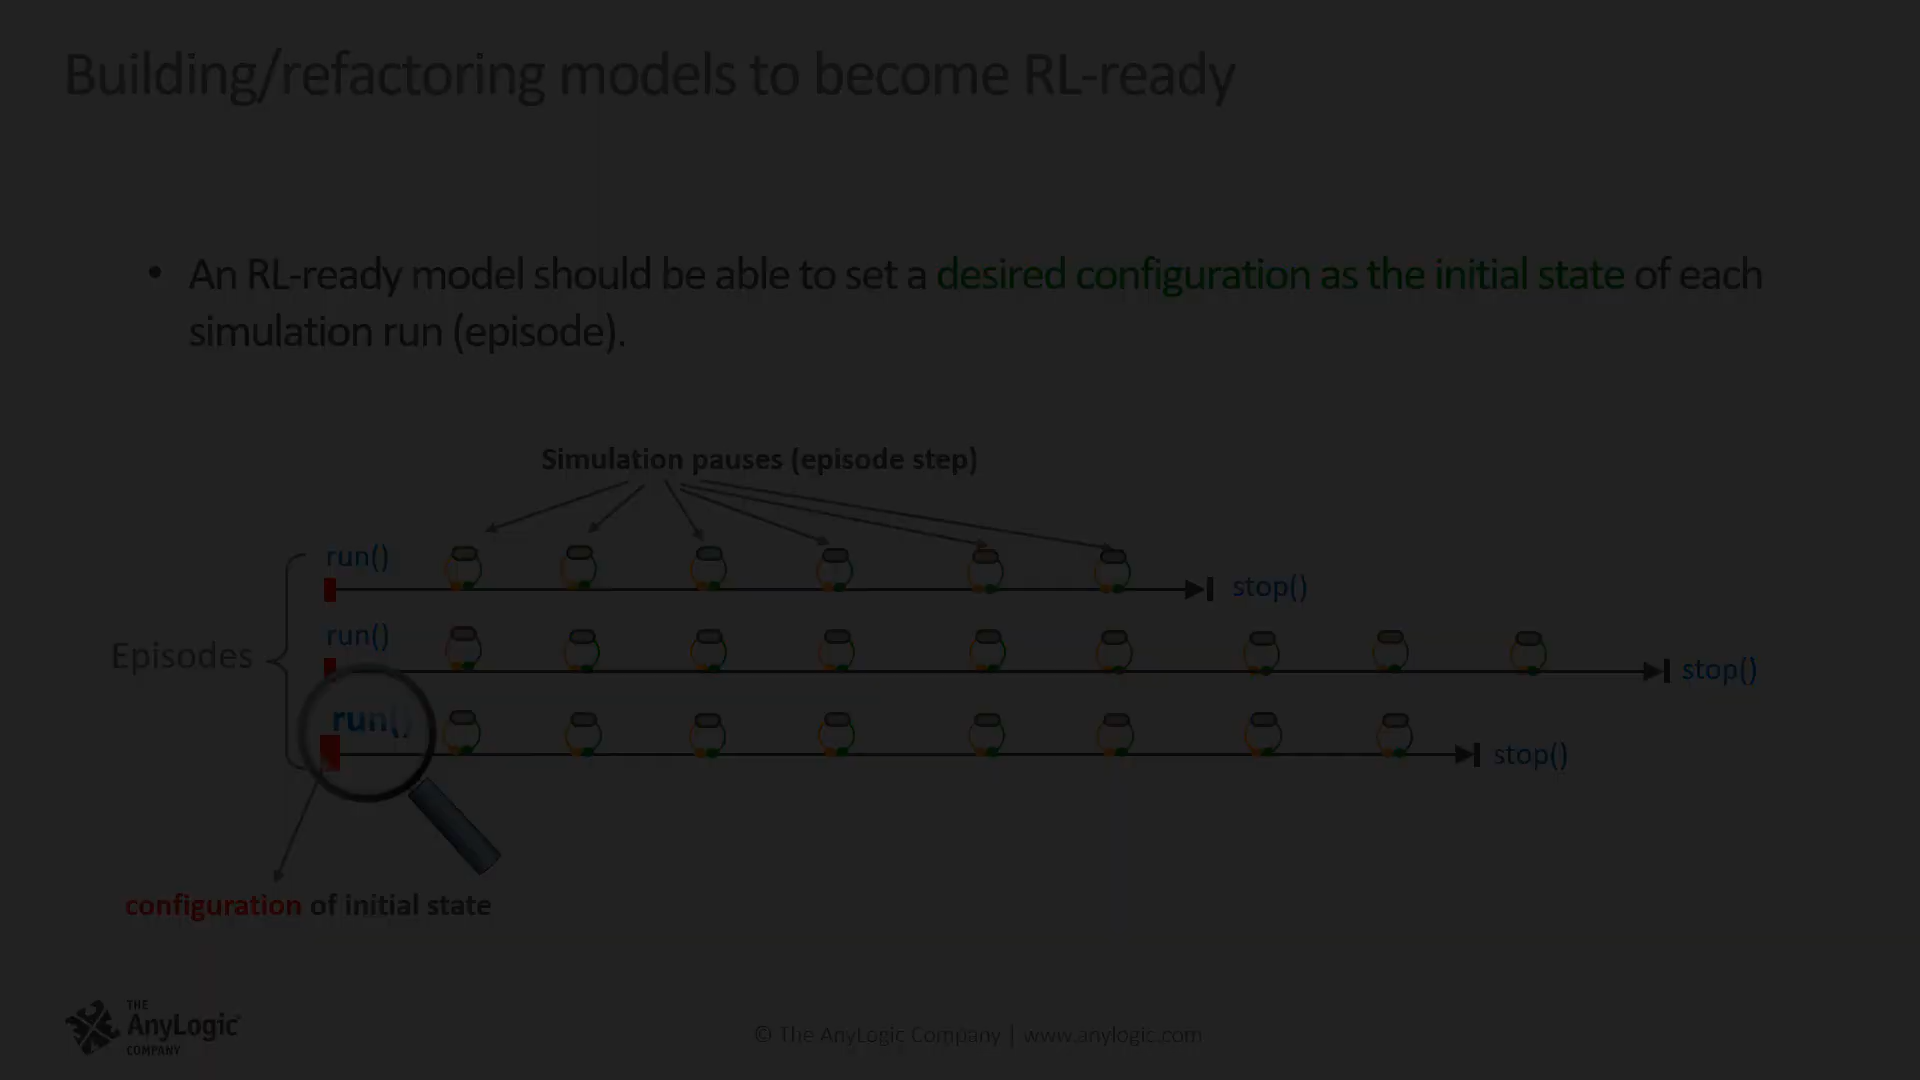 Building/refactoring models to become RL-ready
• An RL-ready model should be able to set a desired configuration as the initial state of each
simulation run (episode).
Simulation pauses (episode step)
run()
stop()
Episodes
run()
stop()
run()
stop()
configuration of initial state
THE
AnyLogic
COMPANY
© The AnyLogic Company | www.anylogic.com